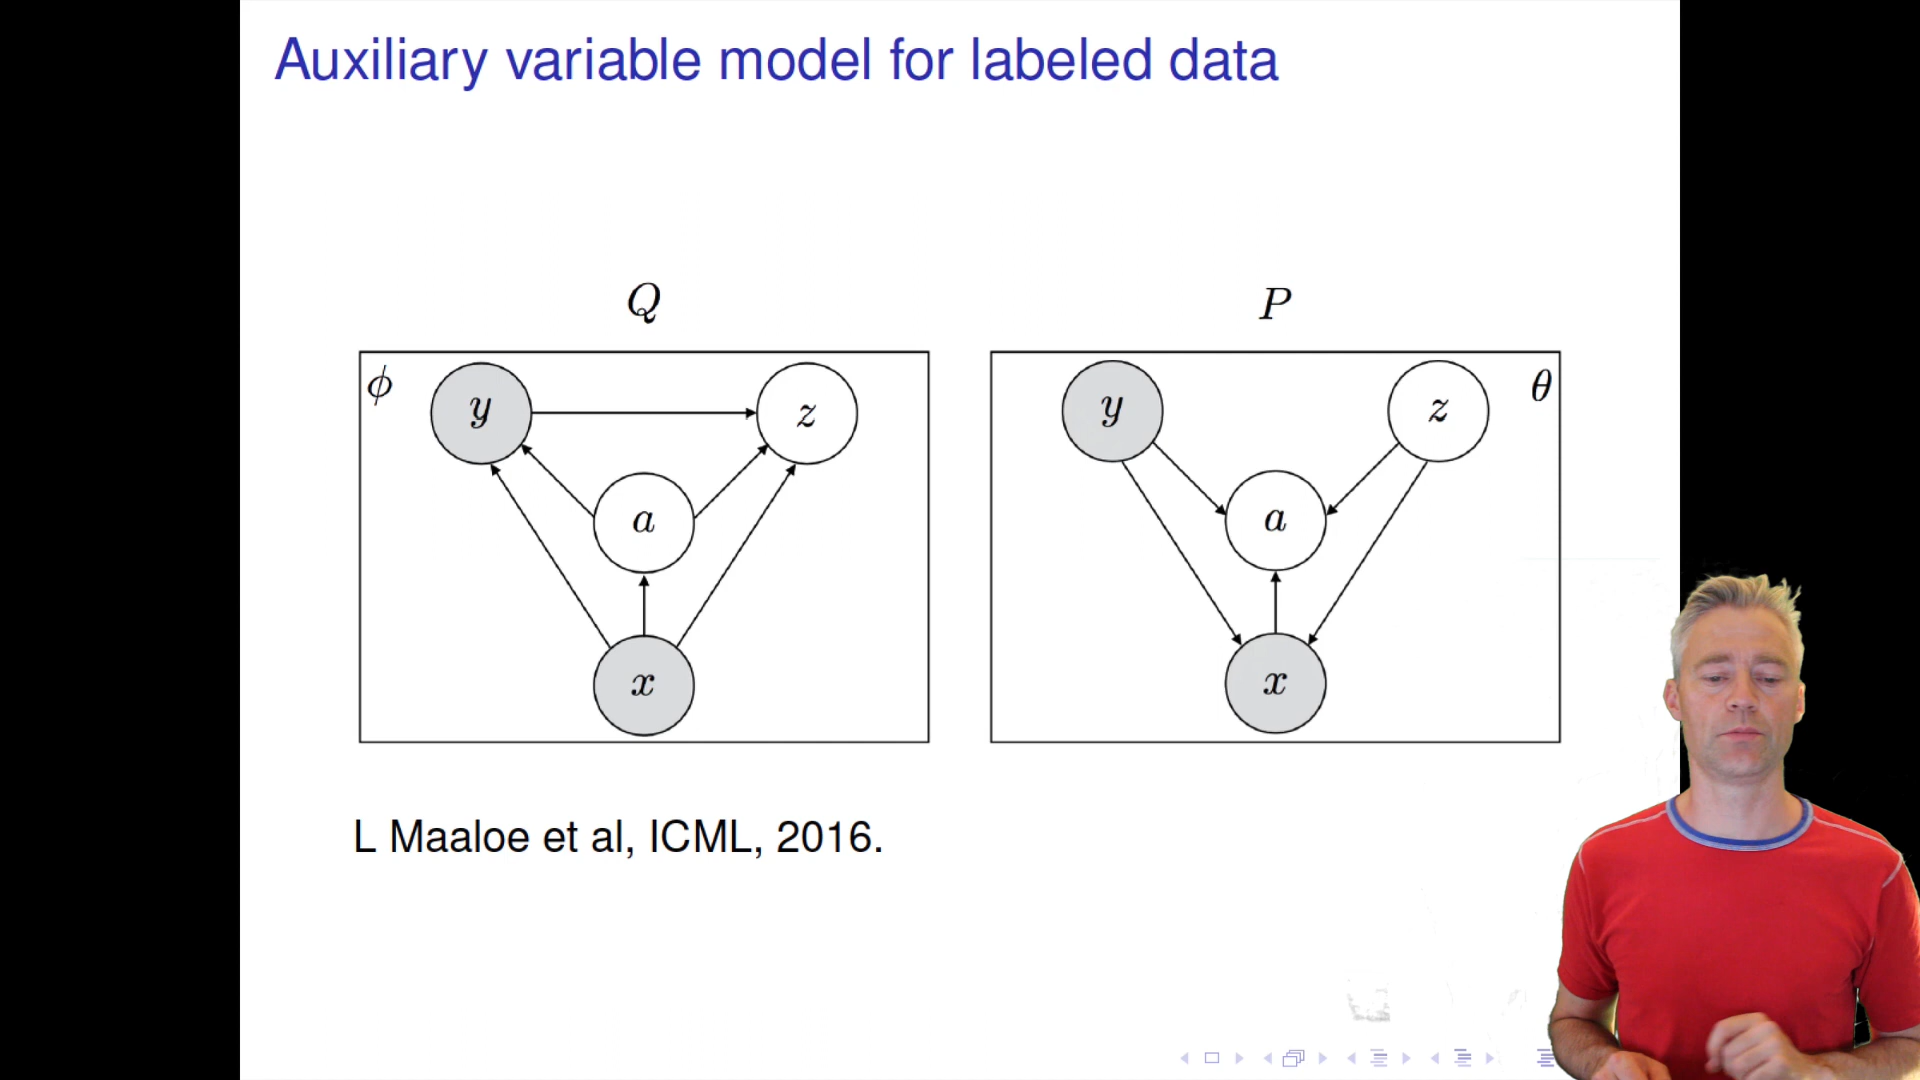 Auxiliary variable model for labeled data
Q
P
ϕ
y
z
a
x
y
z
θ
a
x
L Maaloe et al, ICML, 2016.